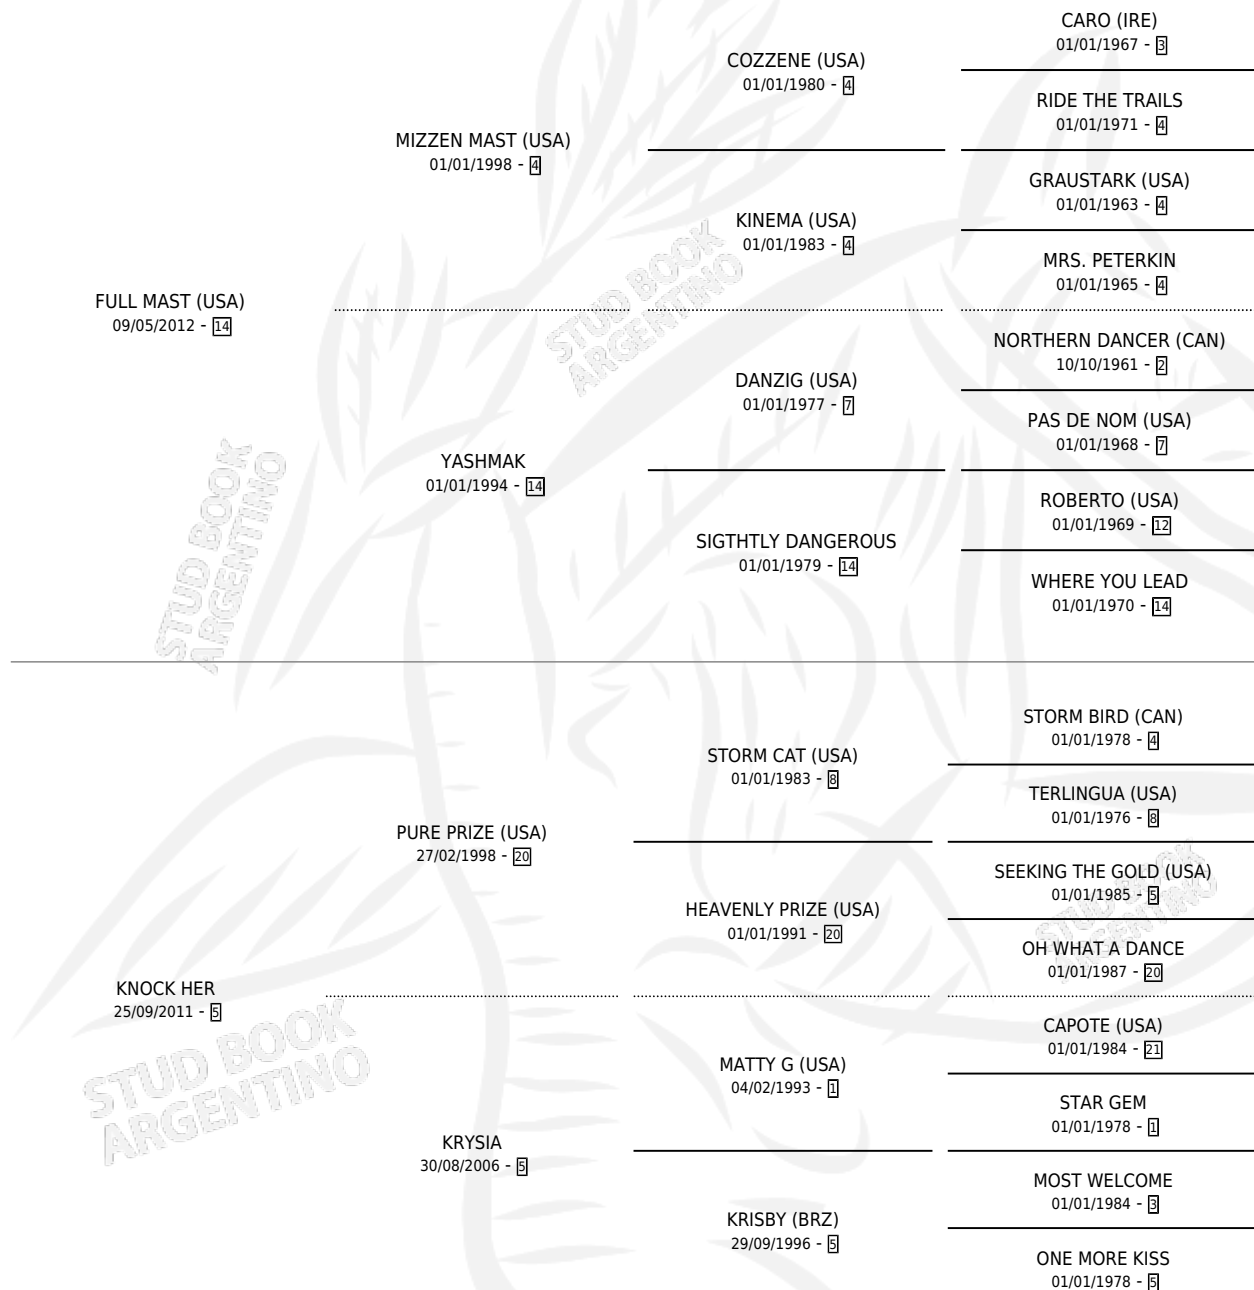 CARO (IRE)
01/01/1967 - 3
COZZENE (USA)
01/01/1980 - 4
RIDE THE TRAILS
01/01/1971 - 4
MIZZEN MAST (USA)
01/01/1998 - 4
GRAUSTARK (USA)
01/01/1963 - 4
KINEMA (USA)
01/01/1983 - 4
MRS. PETERKIN
01/01/1965 - 4
FULL MAST (USA)
09/05/2012 - 14
NORTHERN DANCER (CAN)
10/10/1961 - 2
DANZIG (USA)
01/01/1977 - 7
PAS DE NOM (USA)
01/01/1968 - 7
YASHMAK
01/01/1994 - 14
ROBERTO (USA)
01/01/1969 - 12
SIGTHTLY DANGEROUS
01/01/1979 - 14
WHERE YOU LEAD
01/01/1970 - 14
STORM BIRD (CAN)
01/01/1978 - 4
STORM CAT (USA)
01/01/1983 - 8
TERLINGUA (USA)
01/01/1976 - 8
PURE PRIZE (USA)
27/02/1998 - 20
SEEKING THE GOLD (USA)
01/01/1985 - 5
HEAVENLY PRIZE (USA)
01/01/1991 - 20
OH WHAT A DANCE
01/01/1987 - 20
KNOCK HER
25/09/2011 - 5
CAPOTE (USA)
01/01/1984 - 21
MATTY G (USA)
04/02/1993 - 1
STAR GEM
01/01/1978 - 1
KRYSIA
30/08/2006 - 5
MOST WELCOME
01/01/1984 - 3
KRISBY (BRZ)
29/09/1996 - 5
ONE MORE KISS
01/01/1978 - 5
STUD BOOK
ARGENTINO
STUD BOOK
ARGENTINO
STUD BOOK
ARGENTINO
STUD BOOK
ARGENTINO